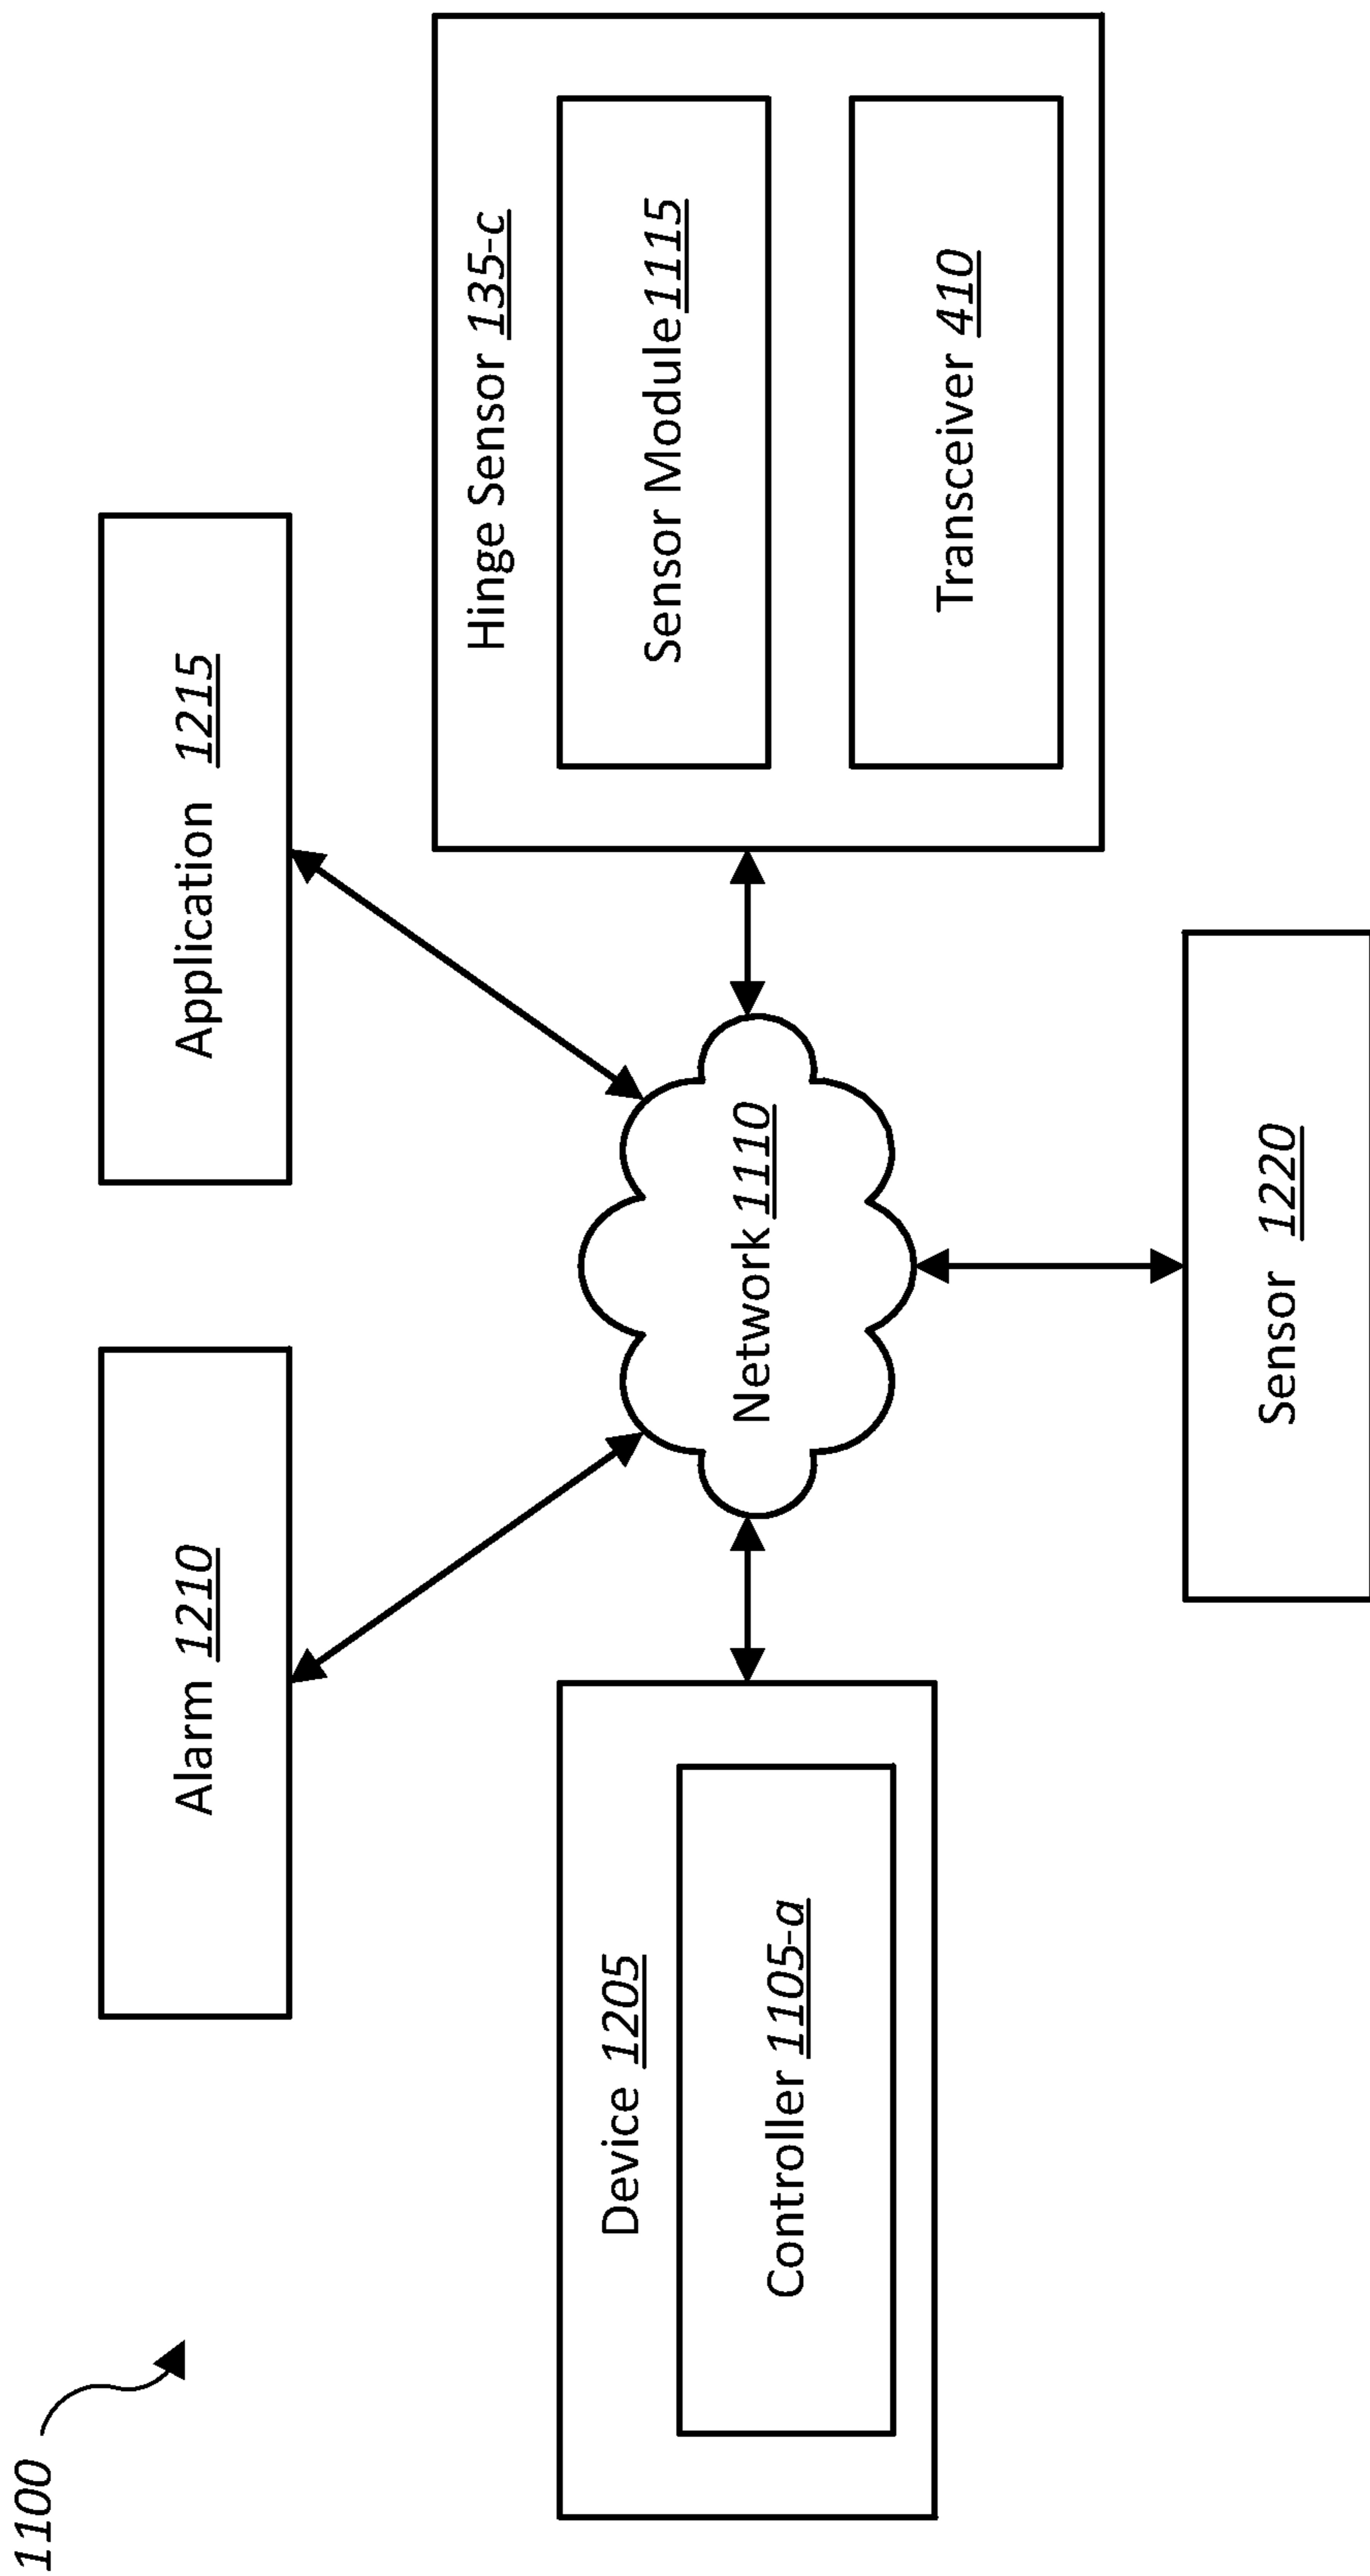 1100
Alarm 1210
Application 1215
Device 1205
Controller 1105-a
Network 1110
Hinge Sensor 135-c
Sensor Module 1115
Transceiver 410
Sensor 1220